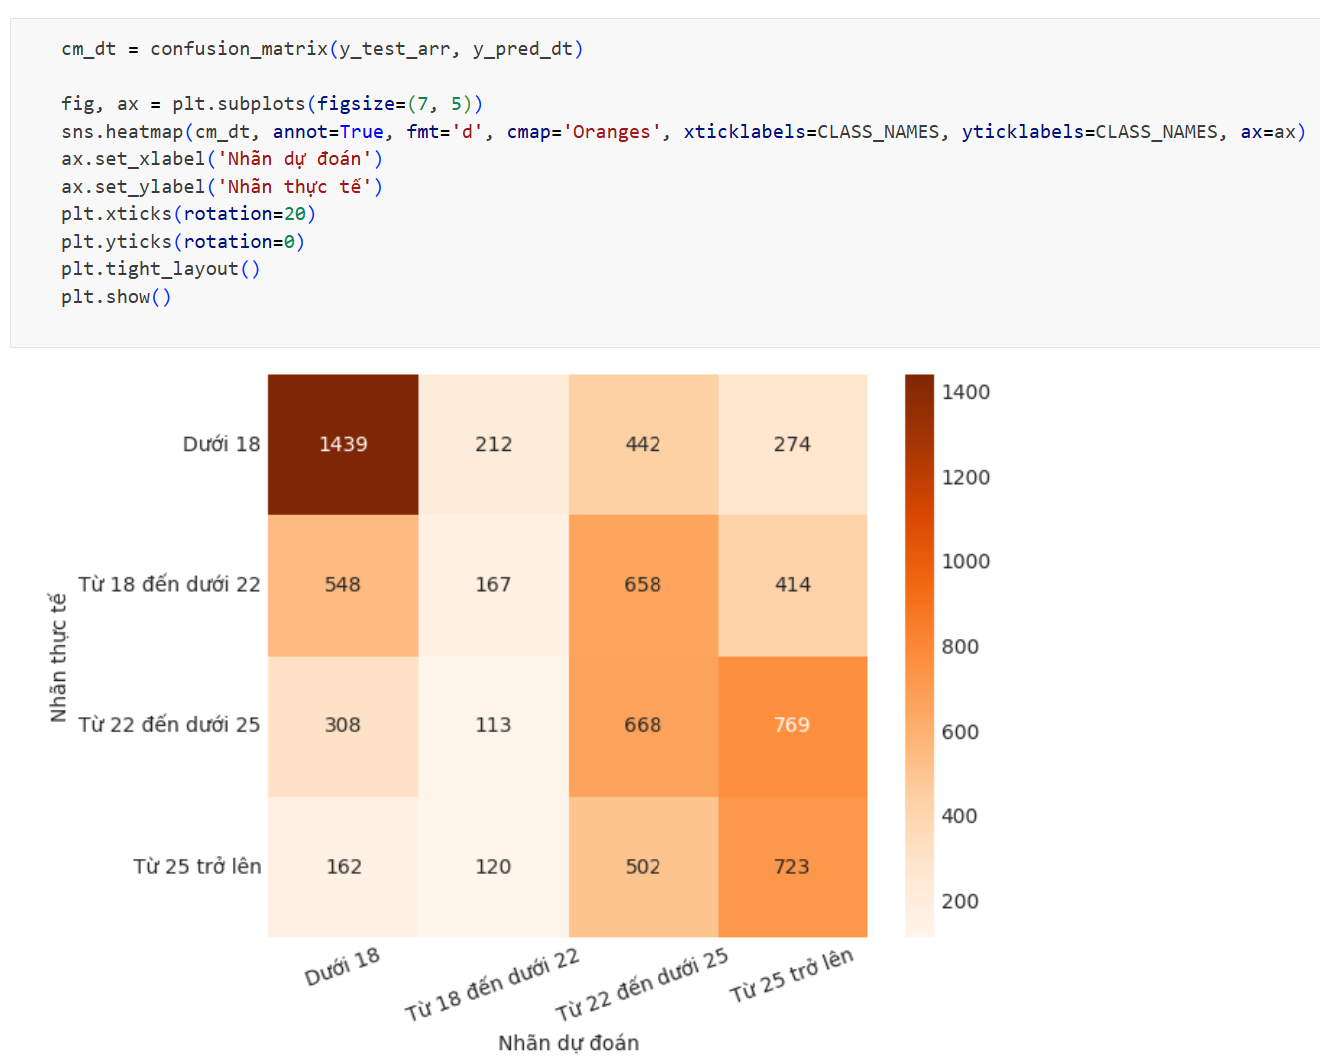 cm_dt = confusion_matrix(y_test_arr, y_pred_dt)
fig, ax = plt.subplots(figsize=(7, 5))
sns.heatmap(cm_dt, annot=True, fmt='d', cmap='Oranges', xticklabels=CLASS_NAMES, yticklabels=CLASS_NAMES, ax=ax)
ax.set_xlabel('Nhãn dự đoán')
ax.set_ylabel('Nhãn thực tế')
plt.xticks(rotation=20)
plt.yticks(rotation=0)
plt.tight_layout()
plt.show()
Dưới 18 1439 212 442 274
Từ 18 đến dưới 22 548 167 658 414
Từ 22 đến dưới 25 308 113 668 769
Từ 25 trở lên 162 120 502 723
Nhãn thực tế
Dưới 18 Từ 18 đến dưới 22 Từ 22 đến dưới 25 Từ 25 trở lên
Nhãn dự đoán
1400
1200
1000
800
600
400
200